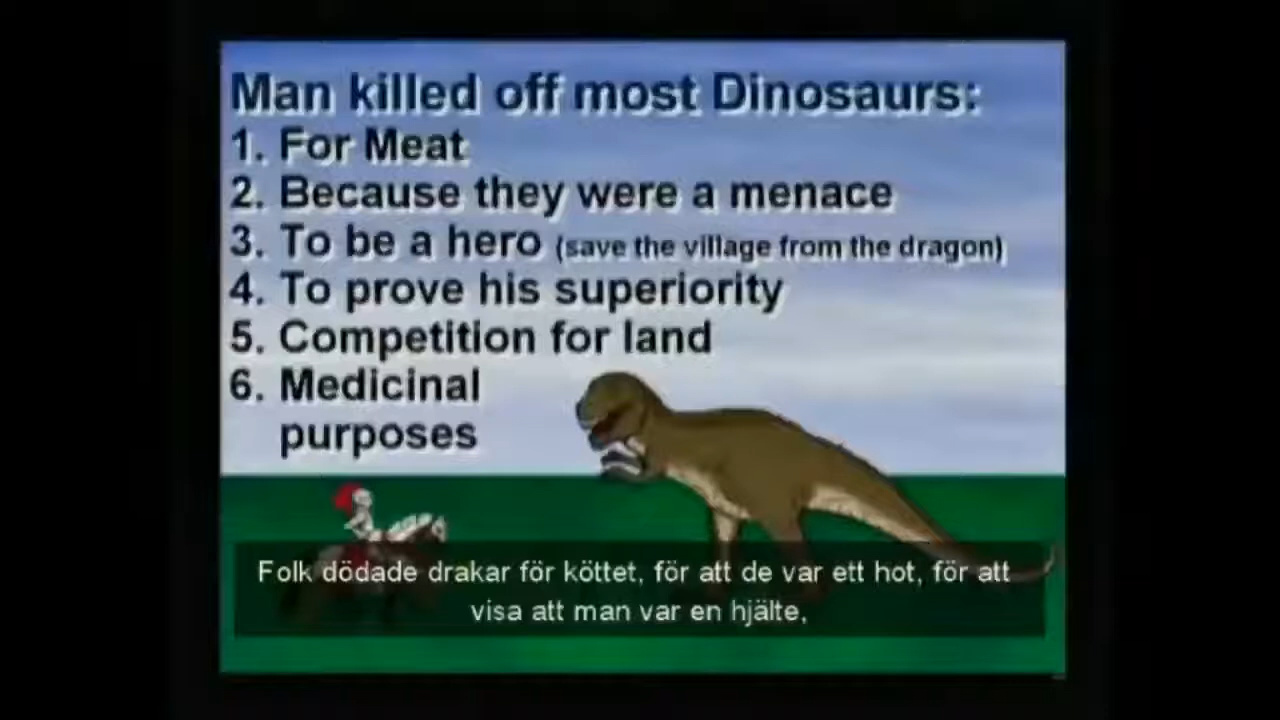 Man killed off most Dinosaurs:
1. For Meat
2. Because they were a menace
3. To be a hero (save the village from the dragon)
4. To prove his superiority
5. Competition for land
6. Medicinal
purposes
Folk dödade drakar för köttet, för att de var ett hot, för att
visa att man var en hjälte,